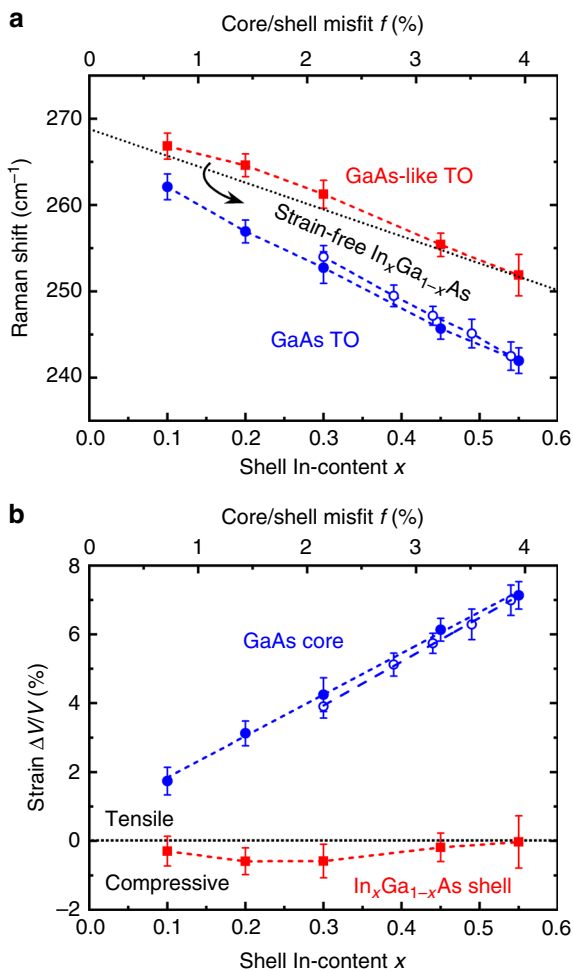 a
Core/shell misfit f (%)
0 1 2 3 4
270
260
250
240
Raman shift (cm⁻¹)
GaAs-like TO
Strain-free InₓGa₁₋ₓAs
GaAs TO
0.0 0.1 0.2 0.3 0.4 0.5 0.6
Shell In-content x
b
Core/shell misfit f (%)
0 1 2 3 4
8
6
4
2
0
−2
Strain ΔV/V (%)
GaAs core
Tensile
Compressive
InₓGa₁₋ₓAs shell
0.0 0.1 0.2 0.3 0.4 0.5 0.6
Shell In-content x